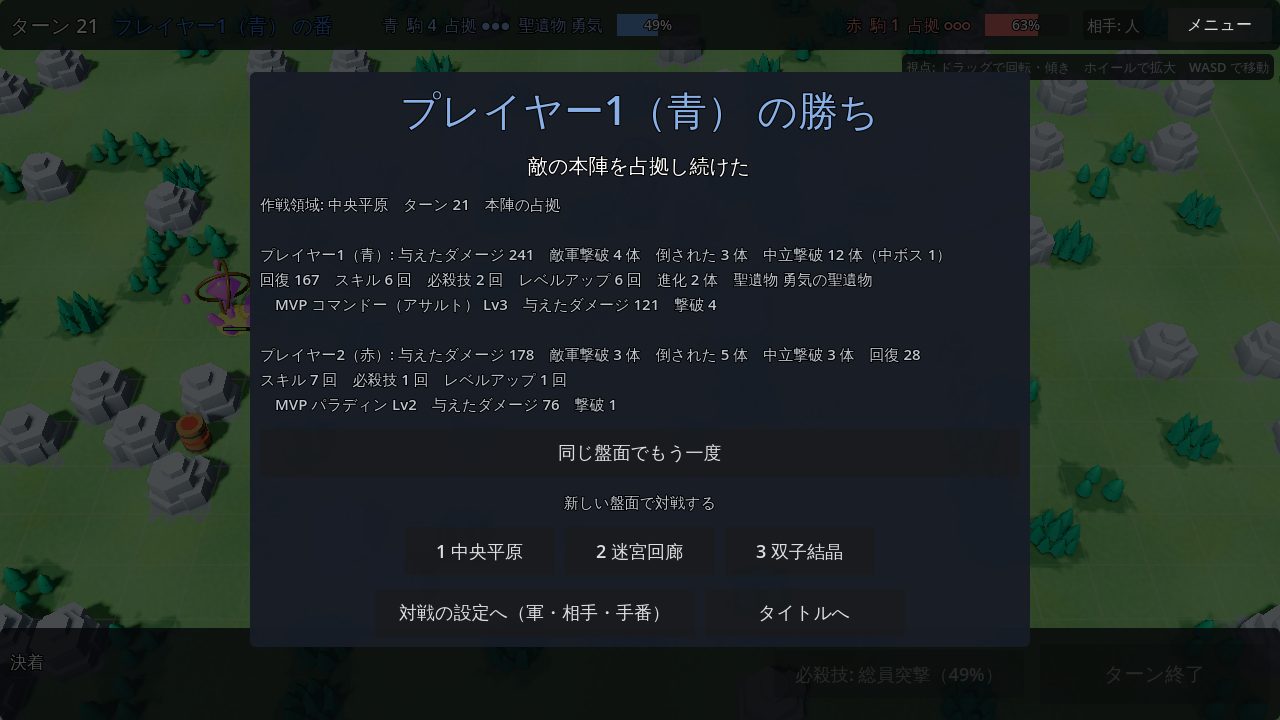 ターン 21 プレイヤー1（青） の番 青 駒 4 占拠 ●●● 聖遺物 勇気 49% 赤 駒 1 占拠 ○○○ 63% 相手: 人 メニュー
視点: ドラッグで回転・傾き　ホイールで拡大　WASD で移動
プレイヤー1（青） の勝ち
敵の本陣を占拠し続けた
作戦領域: 中央平原　ターン 21　本陣の占拠
プレイヤー1（青）: 与えたダメージ 241　敵軍撃破 4 体　倒された 3 体　中立撃破 12 体（中ボス 1）
回復 167　スキル 6 回　必殺技 2 回　レベルアップ 6 回　進化 2 体　聖遺物 勇気の聖遺物
MVP コマンドー（アサルト） Lv3　与えたダメージ 121　撃破 4
プレイヤー2（赤）: 与えたダメージ 178　敵軍撃破 3 体　倒された 5 体　中立撃破 3 体　回復 28
スキル 7 回　必殺技 1 回　レベルアップ 1 回
MVP パラディン Lv2　与えたダメージ 76　撃破 1
同じ盤面でもう一度
新しい盤面で対戦する
1 中央平原 2 迷宮回廊 3 双子結晶
対戦の設定へ（軍・相手・手番） タイトルへ
決着
必殺技: 総員突撃（49%） ターン終了